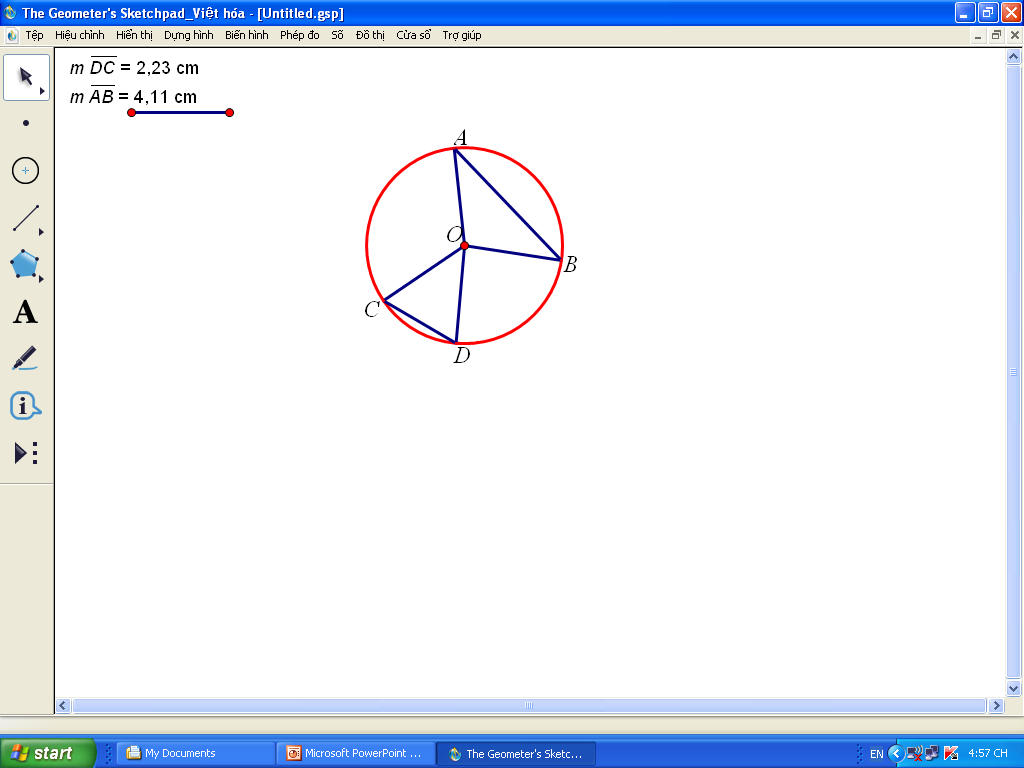 The Geometer's Sketchpad_Việt hóa - [Untitled.gsp]
Tệp Hiệu chỉnh Hiển thị Dựng hình Biến hình Phép đo Số Đồ thị Cửa sổ Trợ giúp
m DC = 2,23 cm
m AB = 4,11 cm
A
O
B
C
D
A
start My Documents Microsoft PowerPoint ... The Geometer's Sketc... EN 4:57 CH